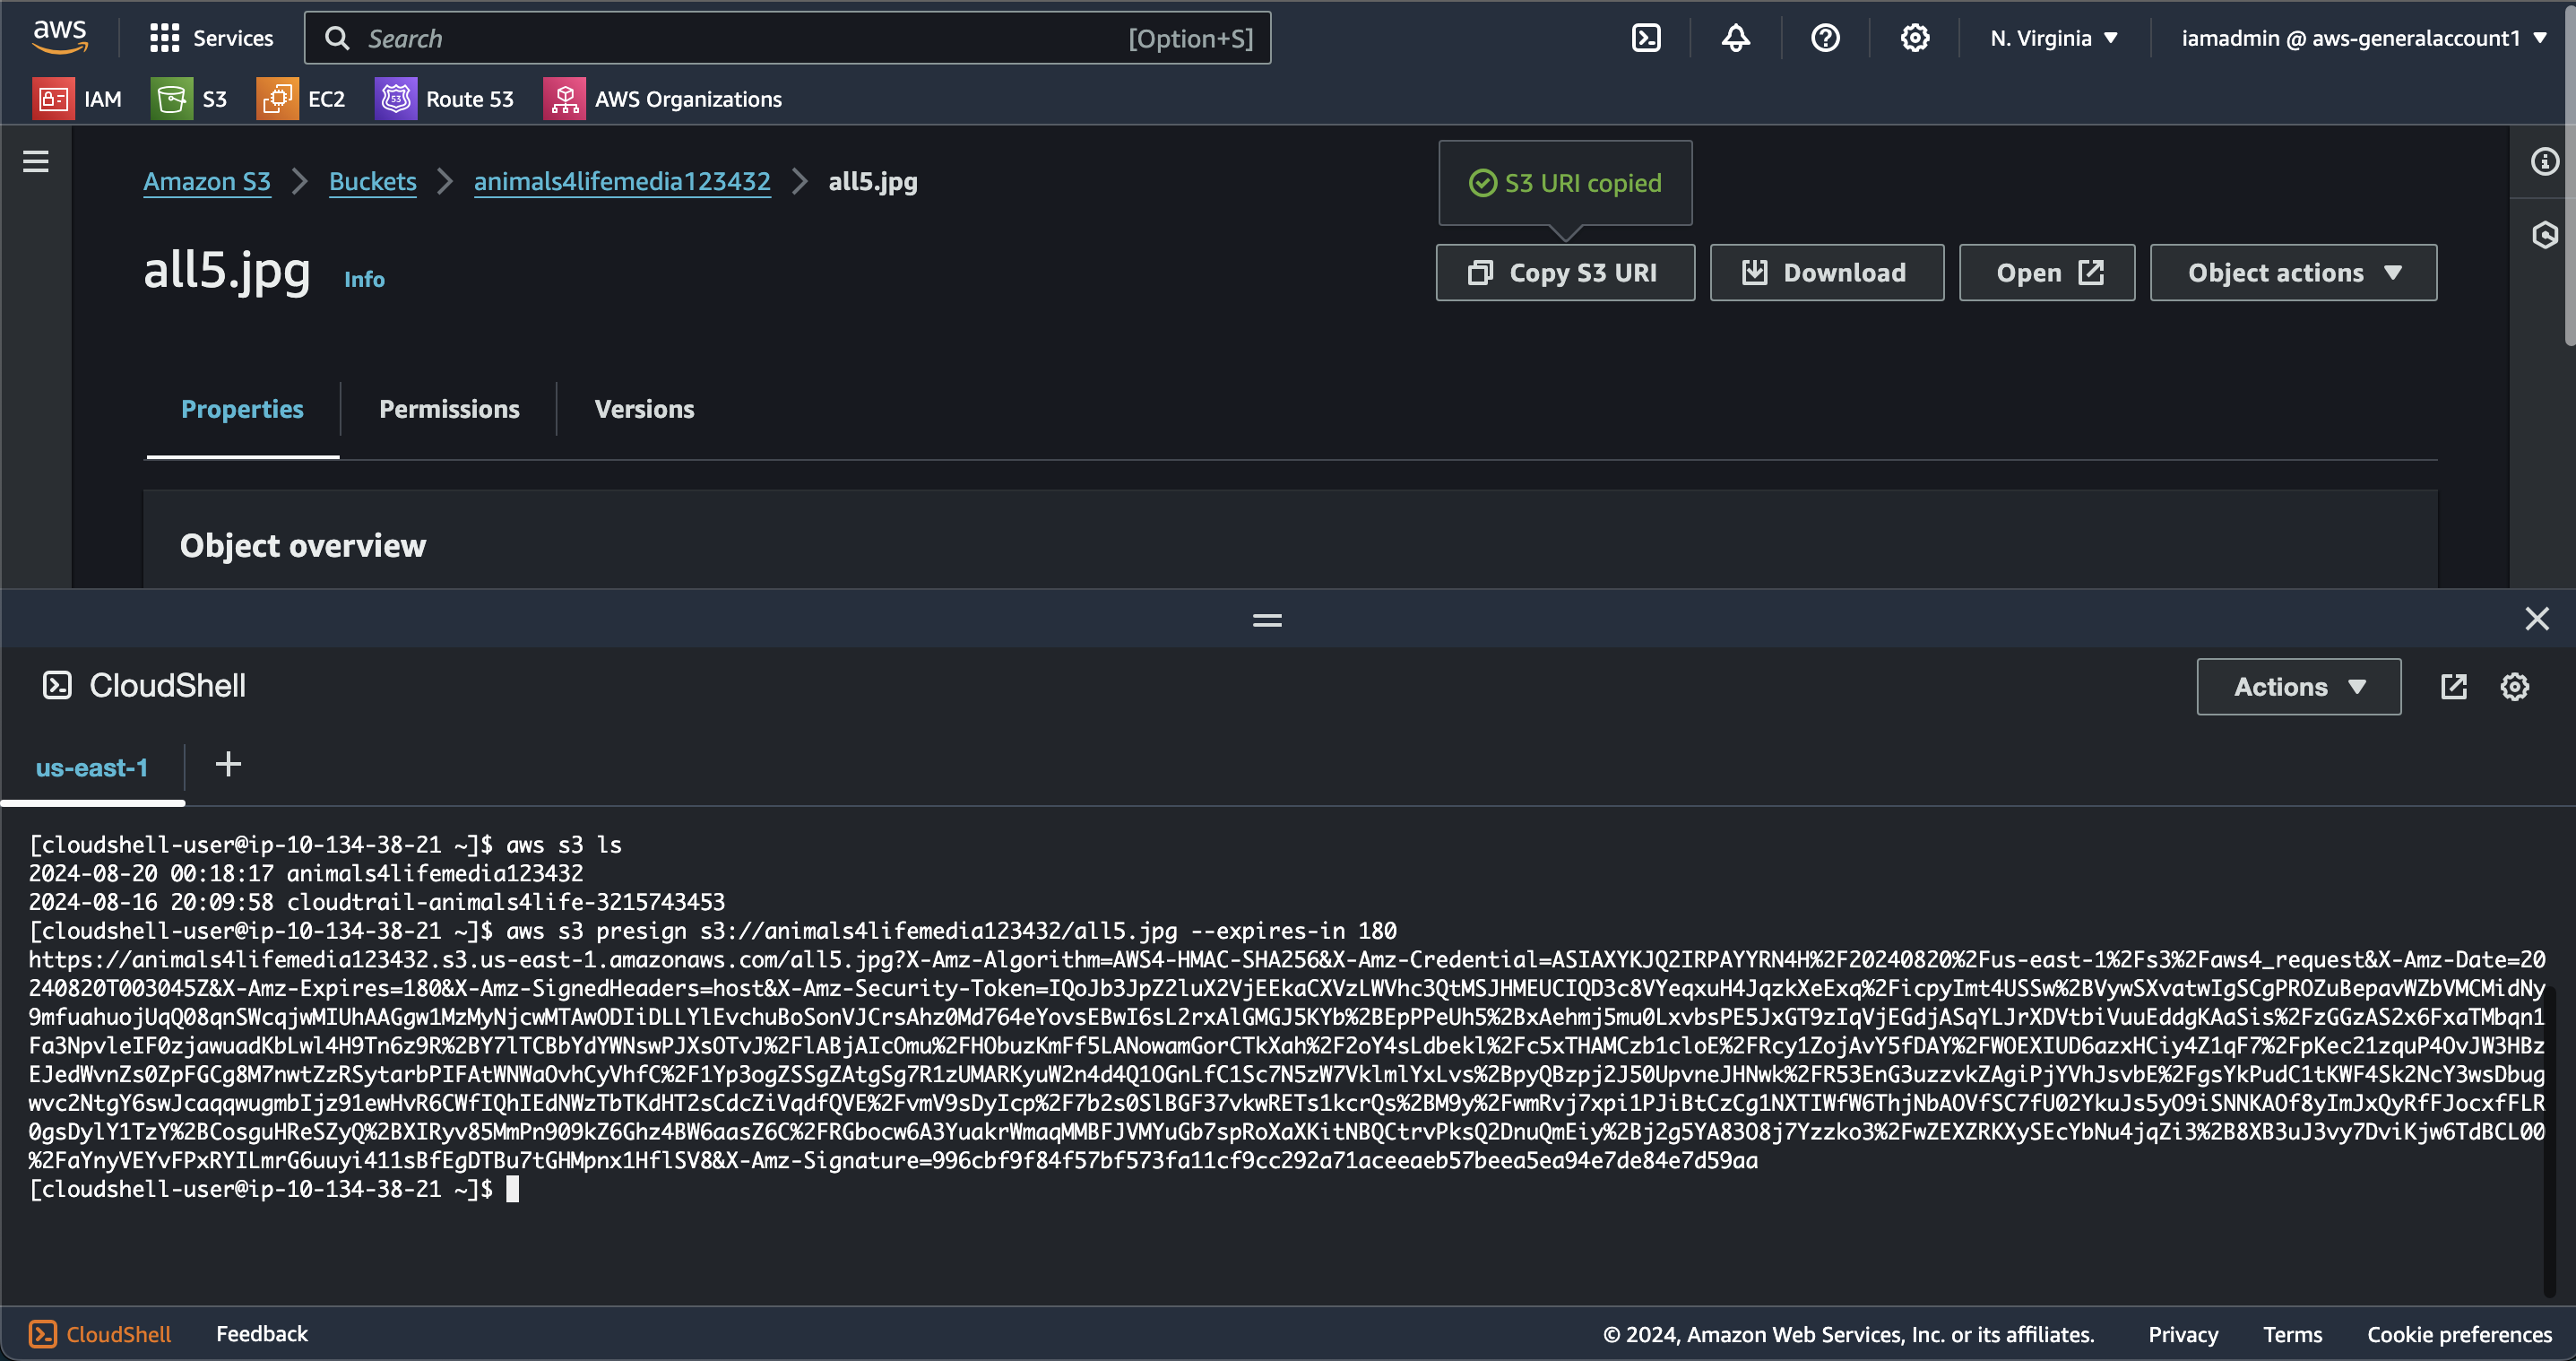 aws
Services
Search [Option+S]
N. Virginia
iamadmin @ aws-generalaccount1
IAM
S3
EC2
53
Route 53
AWS Organizations
Amazon S3 Buckets animals4lifemedia123432 all5.jpg
S3 URI copied
all5.jpg Info
Copy S3 URI Download Open Object actions
Properties Permissions Versions
Object overview
CloudShell
Actions
us-east-1 +
[cloudshell-user@ip-10-134-38-21 ~]$ aws s3 ls
2024-08-20 00:18:17 animals4lifemedia123432
2024-08-16 20:09:58 cloudtrail-animals4life-3215743453
[cloudshell-user@ip-10-134-38-21 ~]$ aws s3 presign s3://animals4lifemedia123432/all5.jpg --expires-in 180
https://animals4lifemedia123432.s3.us-east-1.amazonaws.com/all5.jpg?X-Amz-Algorithm=AWS4-HMAC-SHA256&X-Amz-Credential=ASIAXYKJQ2IRPAYYRN4H%2F20240820%2Fus-east-1%2Fs3%2Faws4_request&X-Amz-Date=20
240820T003045Z&X-Amz-Expires=180&X-Amz-SignedHeaders=host&X-Amz-Security-Token=IQoJb3JpZ2luX2VjEEkaCXVzLWVhc3QtMSJHMEUCIQD3c8VYeqxuH4JqzkXeExq%2FicpyImt4USSw%2BVywSXvatwIgSCgPROZuBepavWZbVMCMidNy
9mfuahuojUqQ08qnSWcqjwMIUhAAGgw1MzMyNjcwMTAwODIiDLLYlEvchuBoSonVJCrsAhz0Md764eYovsEBwI6sL2rxAlGMGJ5KYb%2BEpPPeUh5%2BxAehmj5mu0LxvbsPE5JxGT9zIqVjEGdjASqYLJrXDVtbiVuuEddgKAaSis%2FzGGzAS2x6FxaTMbqn1
Fa3NpvleIF0zjawuadKbLwl4H9Tn6z9R%2BY7lTCBbYdYWNswPJXsOTvJ%2FlABjAIcOmu%2FHObuzKmFf5LANowamGorCTkXah%2F2oY4sLdbekl%2Fc5xTHAMCzb1cloE%2FRcy1ZojAvY5fDAY%2FWOEXIUD6azxHCiy4Z1qF7%2FpKec21zquP4OvJW3HBz
EJedWvnZs0ZpFGCg8M7nwtZzRSytarbPIFAtWNWaOvhCyVhfC%2F1Yp3ogZSSgZAtgSg7R1zUMARKyuW2n4d4Q1OGnLfC1Sc7N5zW7VklmlYxLvs%2BpyQBzpj2J50UpvneJHNwk%2FR53EnG3uzzvkZAgiPjYVhJsvbE%2FgsYkPudC1tKWF4Sk2NcY3wsDbug
wvc2NtgY6swJcaqqwugmbIjz91ewHvR6CWfIQhIEdNWzTbTKdHT2sCdcZiVqdfQVE%2FvmV9sDyIcp%2F7b2s0SlBGF37vkwRETs1kcrQs%2BM9y%2FwmRvj7xpi1PJiBtCzCg1NXTIWfW6ThjNbAOVfSC7fU02YkuJs5yO9iSNNKAOf8yImJxQyRfFJocxfFLR
0gsDylY1TzY%2BCosguHReSZyQ%2BXIRyv85MmPn909kZ6Ghz4BW6aasZ6C%2FRGbocw6A3YuakrWmaqMMBFJVMYuGb7spRoXaXKitNBQCtrvPksQ2DnuQmEiy%2Bj2g5YA83O8j7Yzzko3%2FwZEXZRKXySEcYbNu4jqZi3%2B8XB3uJ3vy7DviKjw6TdBCL00
%2FaYnyVEYvFPxRYILmrG6uuyi411sBfEgDTBu7tGHMpnx1HflSV8&X-Amz-Signature=996cbf9f84f57bf573fa11cf9cc292a71aceeaeb57beea5ea94e7de84e7d59aa
[cloudshell-user@ip-10-134-38-21 ~]$
CloudShell Feedback © 2024, Amazon Web Services, Inc. or its affiliates. Privacy Terms Cookie preferences